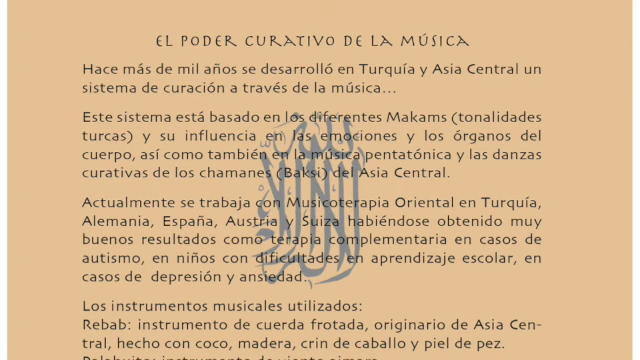 EL PODER CURATIVO DE LA MÚSICA
Hace más de mil años se desarrolló en Turquía y Asia Central un
sistema de curación a través de la música…
Este sistema está basado en los diferentes Makams (tonalidades
turcas) y su influencia en las emociones y los órganos del
cuerpo, así como también en la música pentatónica y las danzas
curativas de los chamanes (Baksi) del Asia Central.
Actualmente se trabaja con Musicoterapia Oriental en Turquía,
Alemania, España, Austria y Suiza habiéndose obtenido muy
buenos resultados como terapia complementaria en casos de
autismo, en niños con dificultades en aprendizaje escolar, en
casos de depresión y ansiedad.
Los instrumentos musicales utilizados:
Rebab: instrumento de cuerda frotada, originario de Asia Cen-
tral, hecho con coco, madera, crin de caballo y piel de pez.